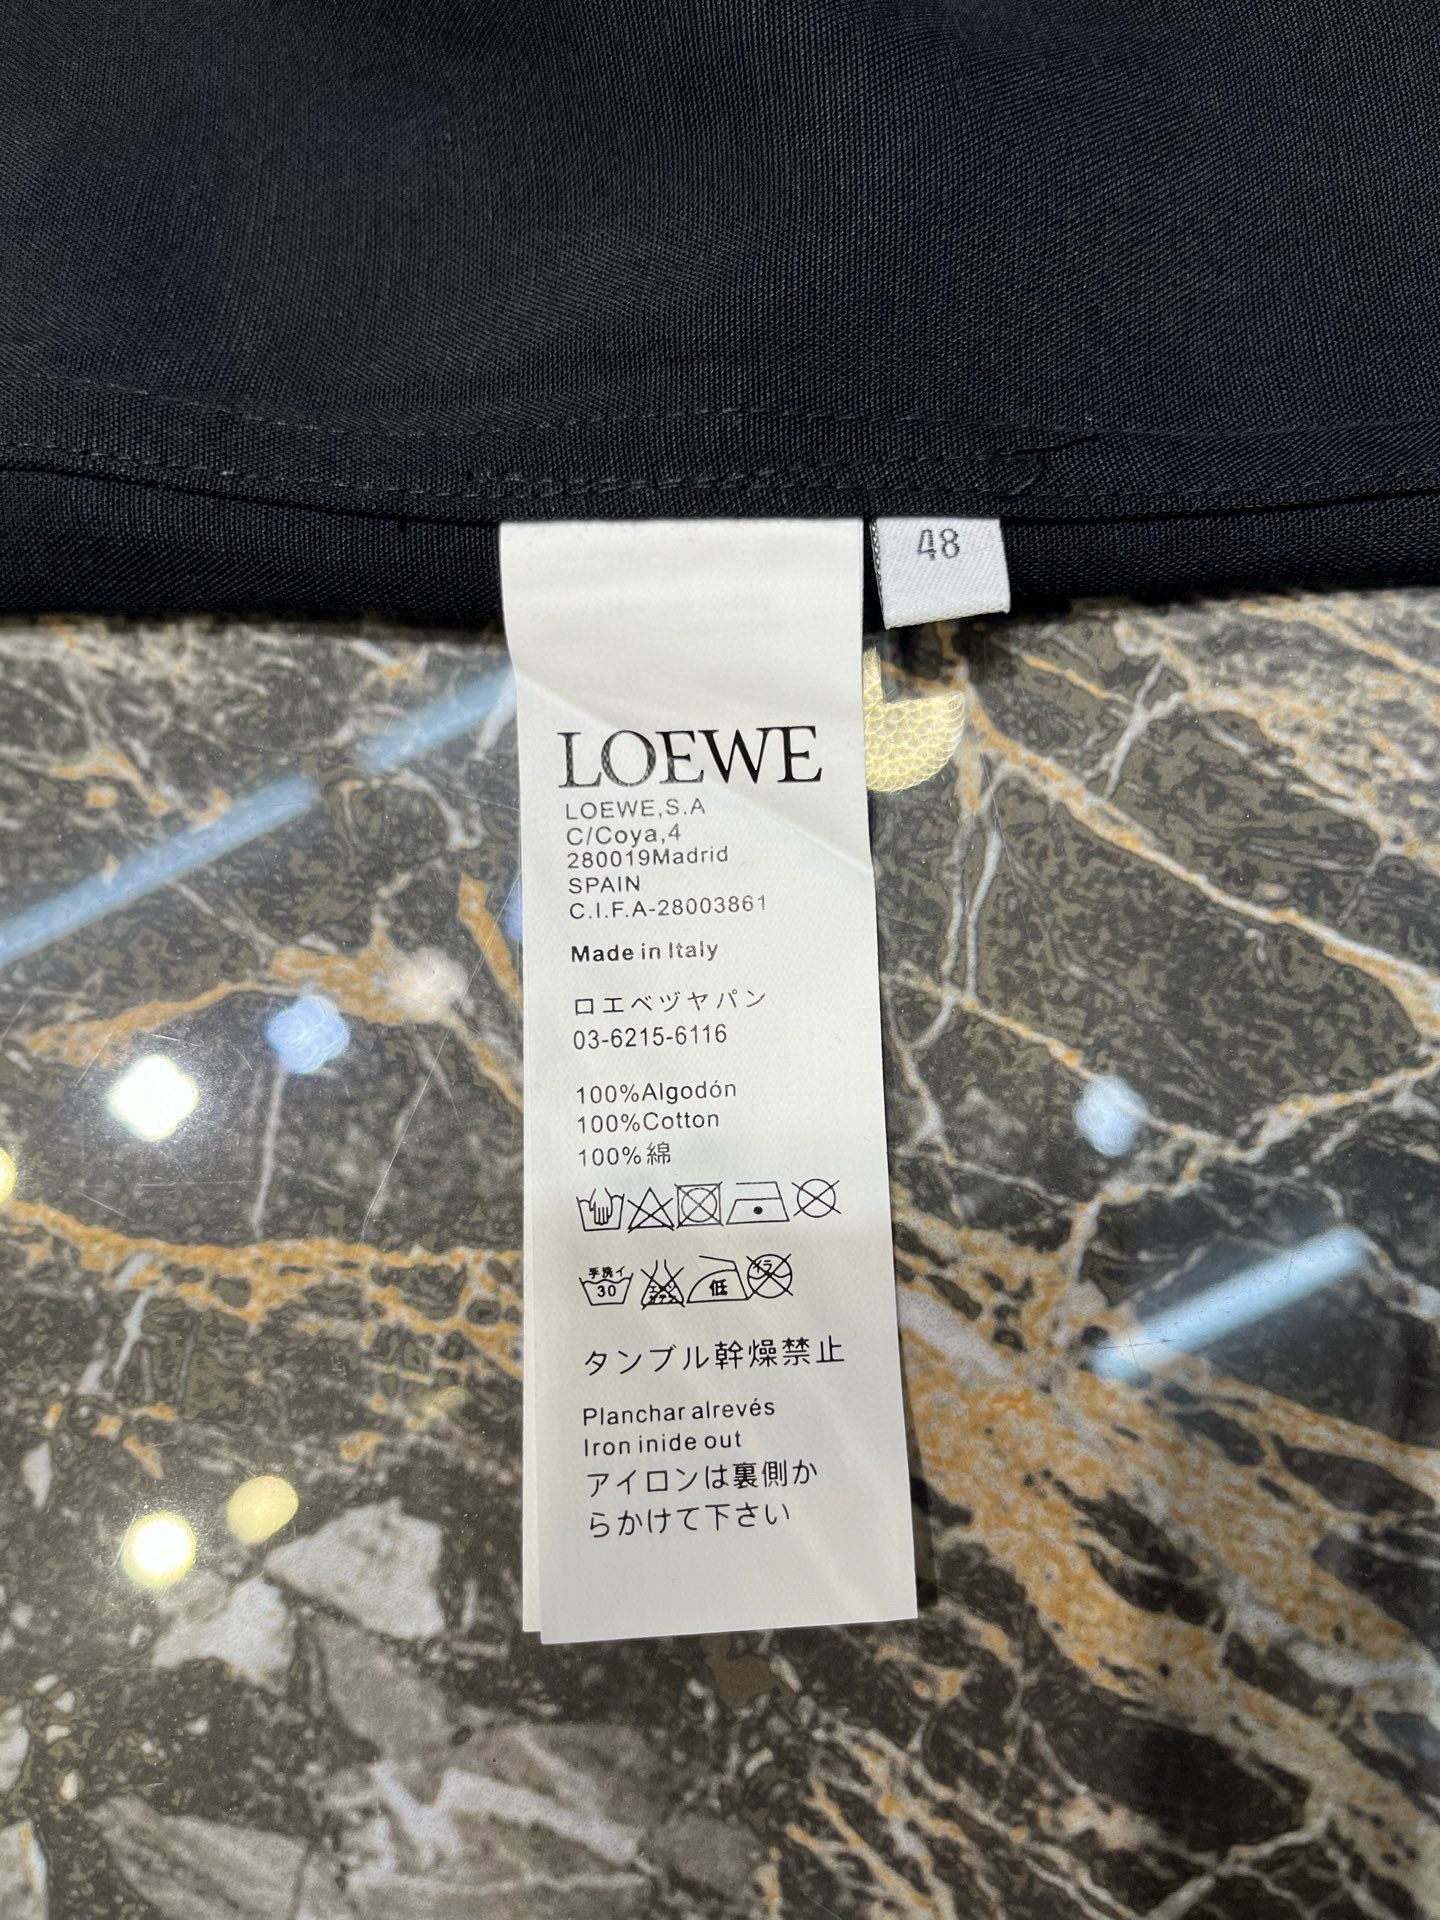 48
LOEWE
LOEWE,S.A
C/Coya,4
280019Madrid
SPAIN
C.I.F.A-28003861
Made in Italy
ロエベヅヤパン
03-6215-6116
100%Algodón
100%Cotton
100%綿
手洗イ
30
低
タンブル幹燥禁止
Planchar alrevés
Iron inide out
アイロンは裏側か
らかけて下さい